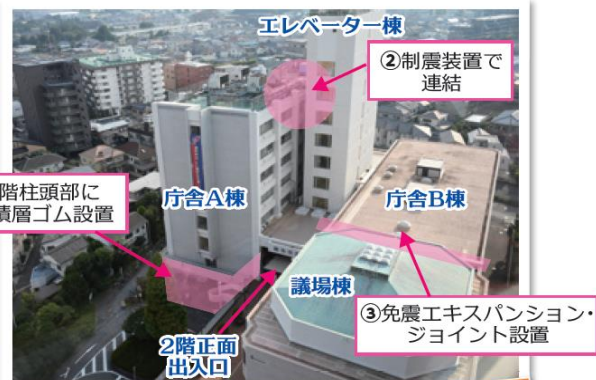 エレベーター棟
②制震装置で
連結
階柱頭部に
層ゴム設置
庁舎A棟
庁舎B棟
議場棟
③免震エキスパンション・
ジョイント設置
2階正面
出入口